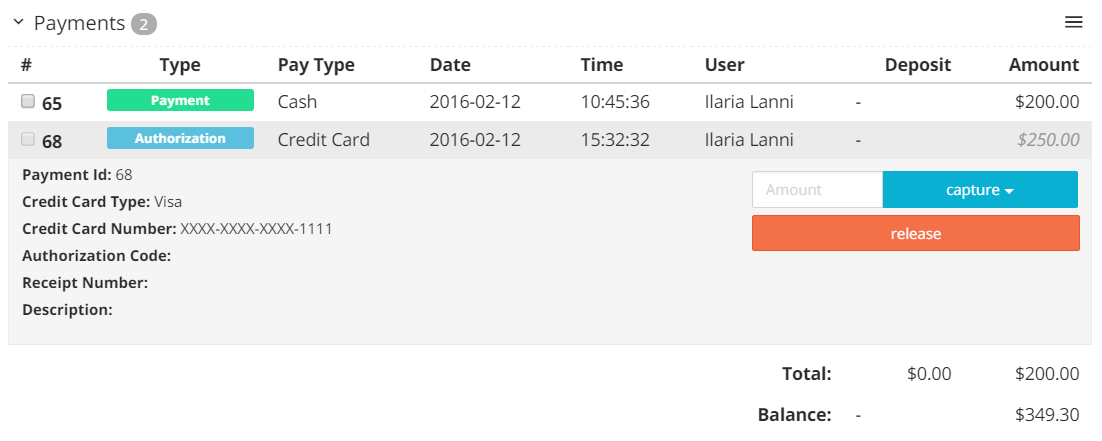 Payments 2
# Type Pay Type Date Time User Deposit Amount
65 Payment Cash 2016-02-12 10:45:36 Ilaria Lanni - $200.00
68 Authorization Credit Card 2016-02-12 15:32:32 Ilaria Lanni - $250.00
Payment Id: 68
Amount capture
Credit Card Type: Visa
Credit Card Number: XXXX-XXXX-XXXX-1111
release
Authorization Code:
Receipt Number:
Description:
Total: $0.00 $200.00
Balance: - $349.30